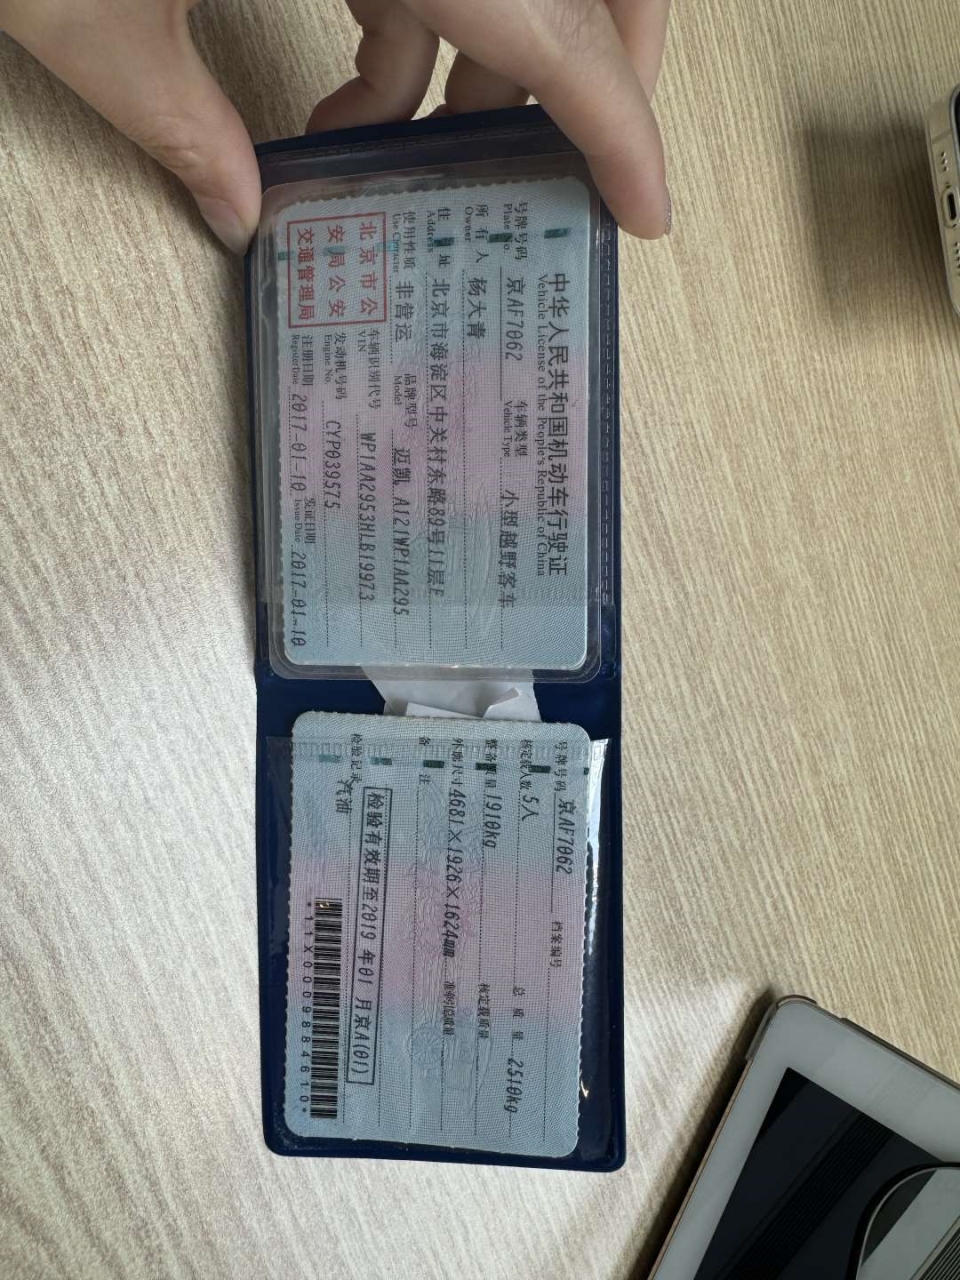 中华人民共和国机动车行驶证
Vehicle License of the People's Republic of China
号牌号码 京AF7062 车辆类型 小型越野客车
Plate No. Vehicle Type
所有人 杨大青
Owner
住址 北京市海淀区中关村东路89号11层F
Address
使用性质 非营运 品牌型号 迈凯 A121WP1AA295
Use Character Model
北京市公
安局公安
交通管理局
车辆识别代号 WP1AA2953HLB19973
VIN
发动机号码 CYP039575
Engine No.
注册日期 2017-01-10 发证日期 2017-01-10
Register Date Issue Date
号牌号码 京AF7062 档案编号
核定载人数 5人 总质量 2510kg
整备质量 1910kg 核定载质量
外廓尺寸 4681×1926×1624mm 准牵引总质量
备注
检验有效期至2019年01月京A(01)
检验记录
汽油
*11X0009884610*